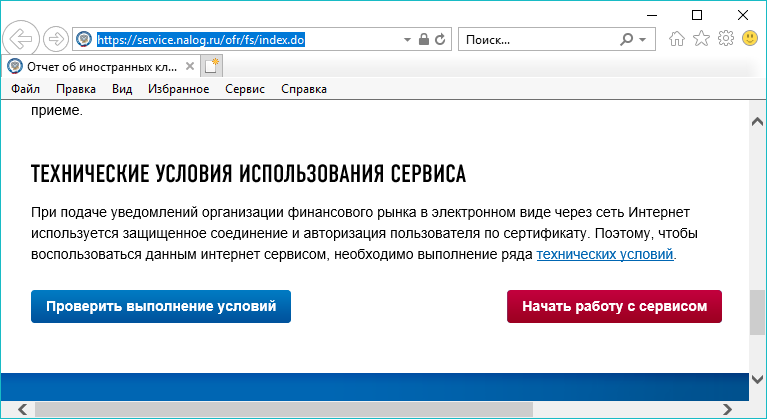 https://service.nalog.ru/ofr/fs/index.do
Поиск...
Отчет об иностранных кл...
Файл Правка Вид Избранное Сервис Справка
приеме.
ТЕХНИЧЕСКИЕ УСЛОВИЯ ИСПОЛЬЗОВАНИЯ СЕРВИСА
При подаче уведомлений организации финансового рынка в электронном виде через сеть Интернет
используется защищенное соединение и авторизация пользователя по сертификату. Поэтому, чтобы
воспользоваться данным интернет сервисом, необходимо выполнение ряда технических условий.
Проверить выполнение условий
Начать работу с сервисом